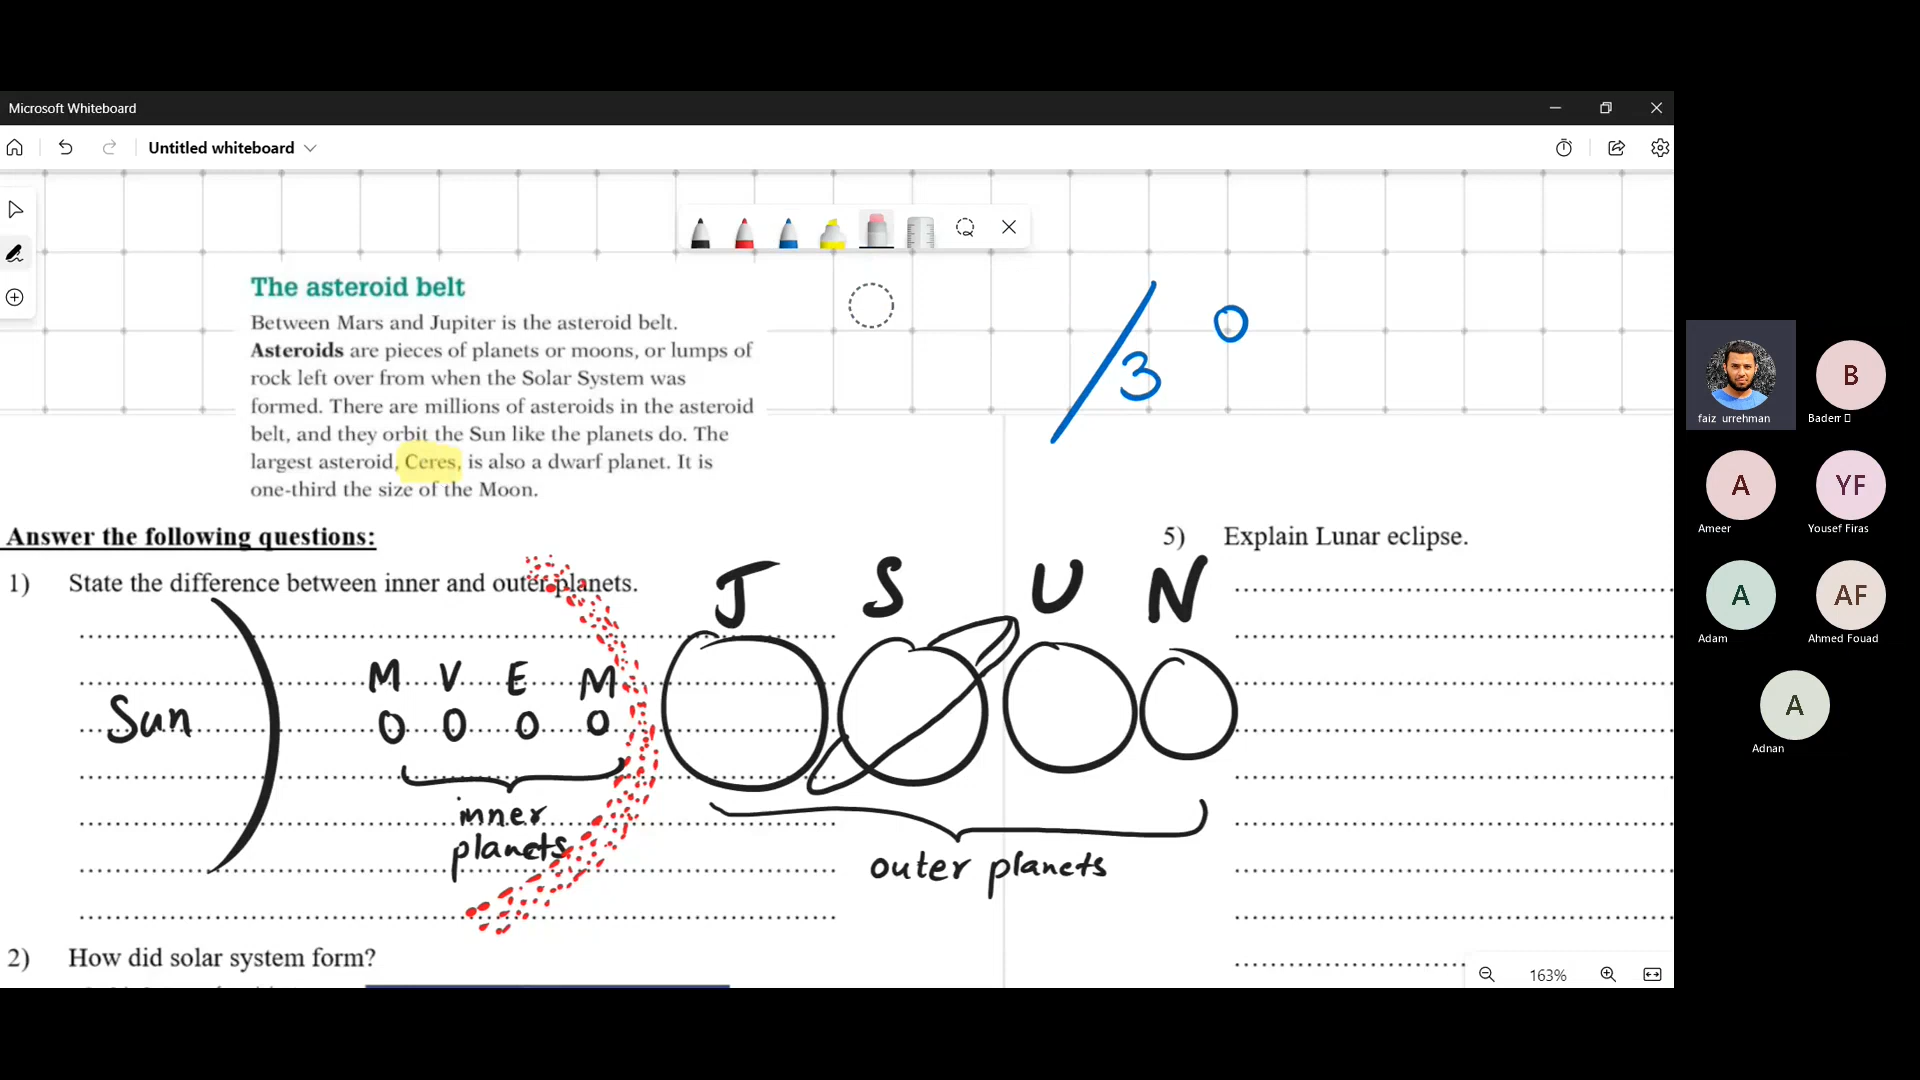 Microsoft Whiteboard
Untitled whiteboard
The asteroid belt
Between Mars and Jupiter is the asteroid belt.
Asteroids are pieces of planets or moons, or lumps of
rock left over from when the Solar System was
formed. There are millions of asteroids in the asteroid
belt, and they orbit the Sun like the planets do. The
largest asteroid, Ceres, is also a dwarf planet. It is
one-third the size of the Moon.
/3 0
Answer the following questions:
1) State the difference between inner and outer planets.
J S U N
M V E M
Sun
inner
planets
outer planets
2) How did solar system form?
5) Explain Lunar eclipse.
163%
faiz urrehman
B
Baderr
A
Ameer
YF
Yousef Firas
A
Adam
AF
Ahmed Fouad
A
Adnan